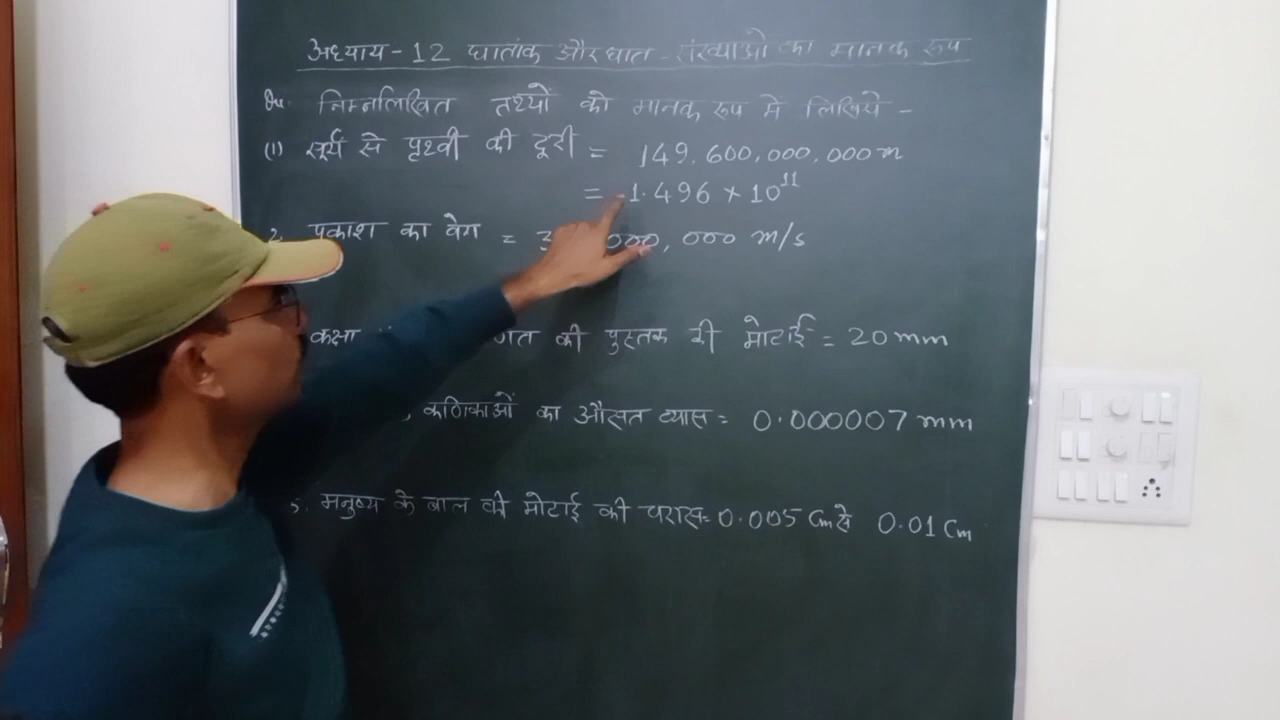 अध्याय - 12 घातांक और घात - संख्याओं का मानक रूप
निम्नलिखित तथ्यों को मानक रूप में लिखिये -
(1) सूर्य से पृथ्वी की दूरी = 149,600,000,000 m
= 1.496 × 10¹¹
2. प्रकाश का वेग = 3 000, 000 m/s
कक्षा की पुस्तक की मोटाई = 20 mm
कणिकाओं का औसत व्यास = 0.000007 mm
5. मनुष्य के बाल की मोटाई की परास = 0.005 Cm से 0.01 Cm